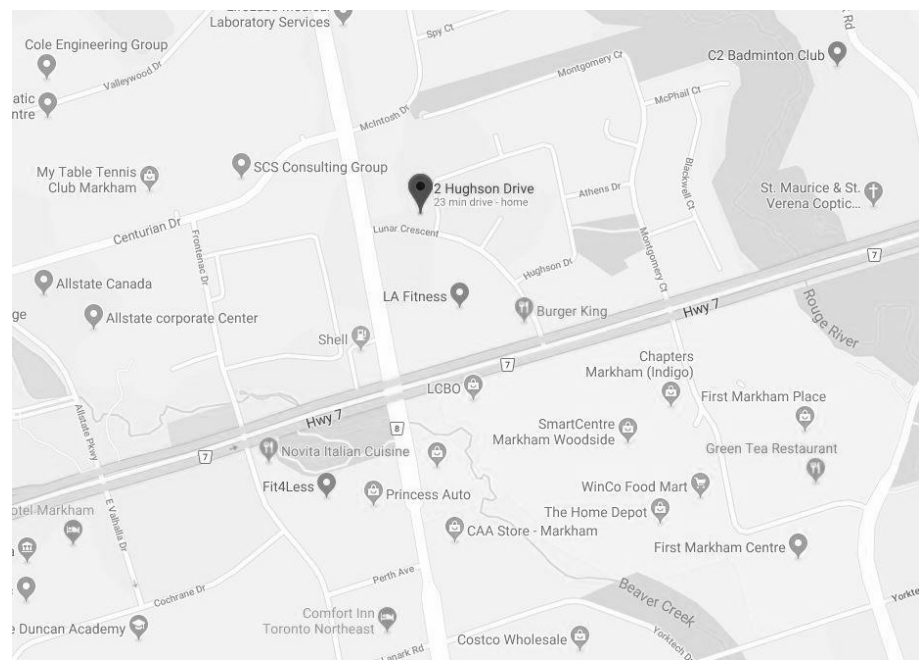 Laboratory Services
Spy Ct
Rd
Cole Engineering Group
Valleywood Dr
Montgomery Ct
C2 Badminton Club
McPhail Ct
McIntosh Dr
My Table Tennis
Club Markham
SCS Consulting Group
2 Hughson Drive
23 min drive - home
Athens Dr
Blackwell Ct
St. Maurice & St.
Verena Coptic...
Centurian Dr
Frontenac Dr
Lunar Crescent
Montgomery Ct
7
Allstate Canada
Hughson Dr
LA Fitness
Burger King
Hwy 7
Rouge River
Allstate corporate Center
Shell
7
Chapters
Markham (Indigo)
LCBO
First Markham Place
Allstate Pkwy
Hwy 7
8
SmartCentre
Markham Woodside
Green Tea Restaurant
7
Novita Italian Cuisine
Fit4Less
Princess Auto
WinCo Food Mart
The Home Depot
E Valhalla Dr
CAA Store - Markham
First Markham Centre
Perth Ave
Cochrane Dr
Beaver Creek
Comfort Inn
Toronto Northeast
Duncan Academy
Costco Wholesale
Yorktech D
Lanark Rd